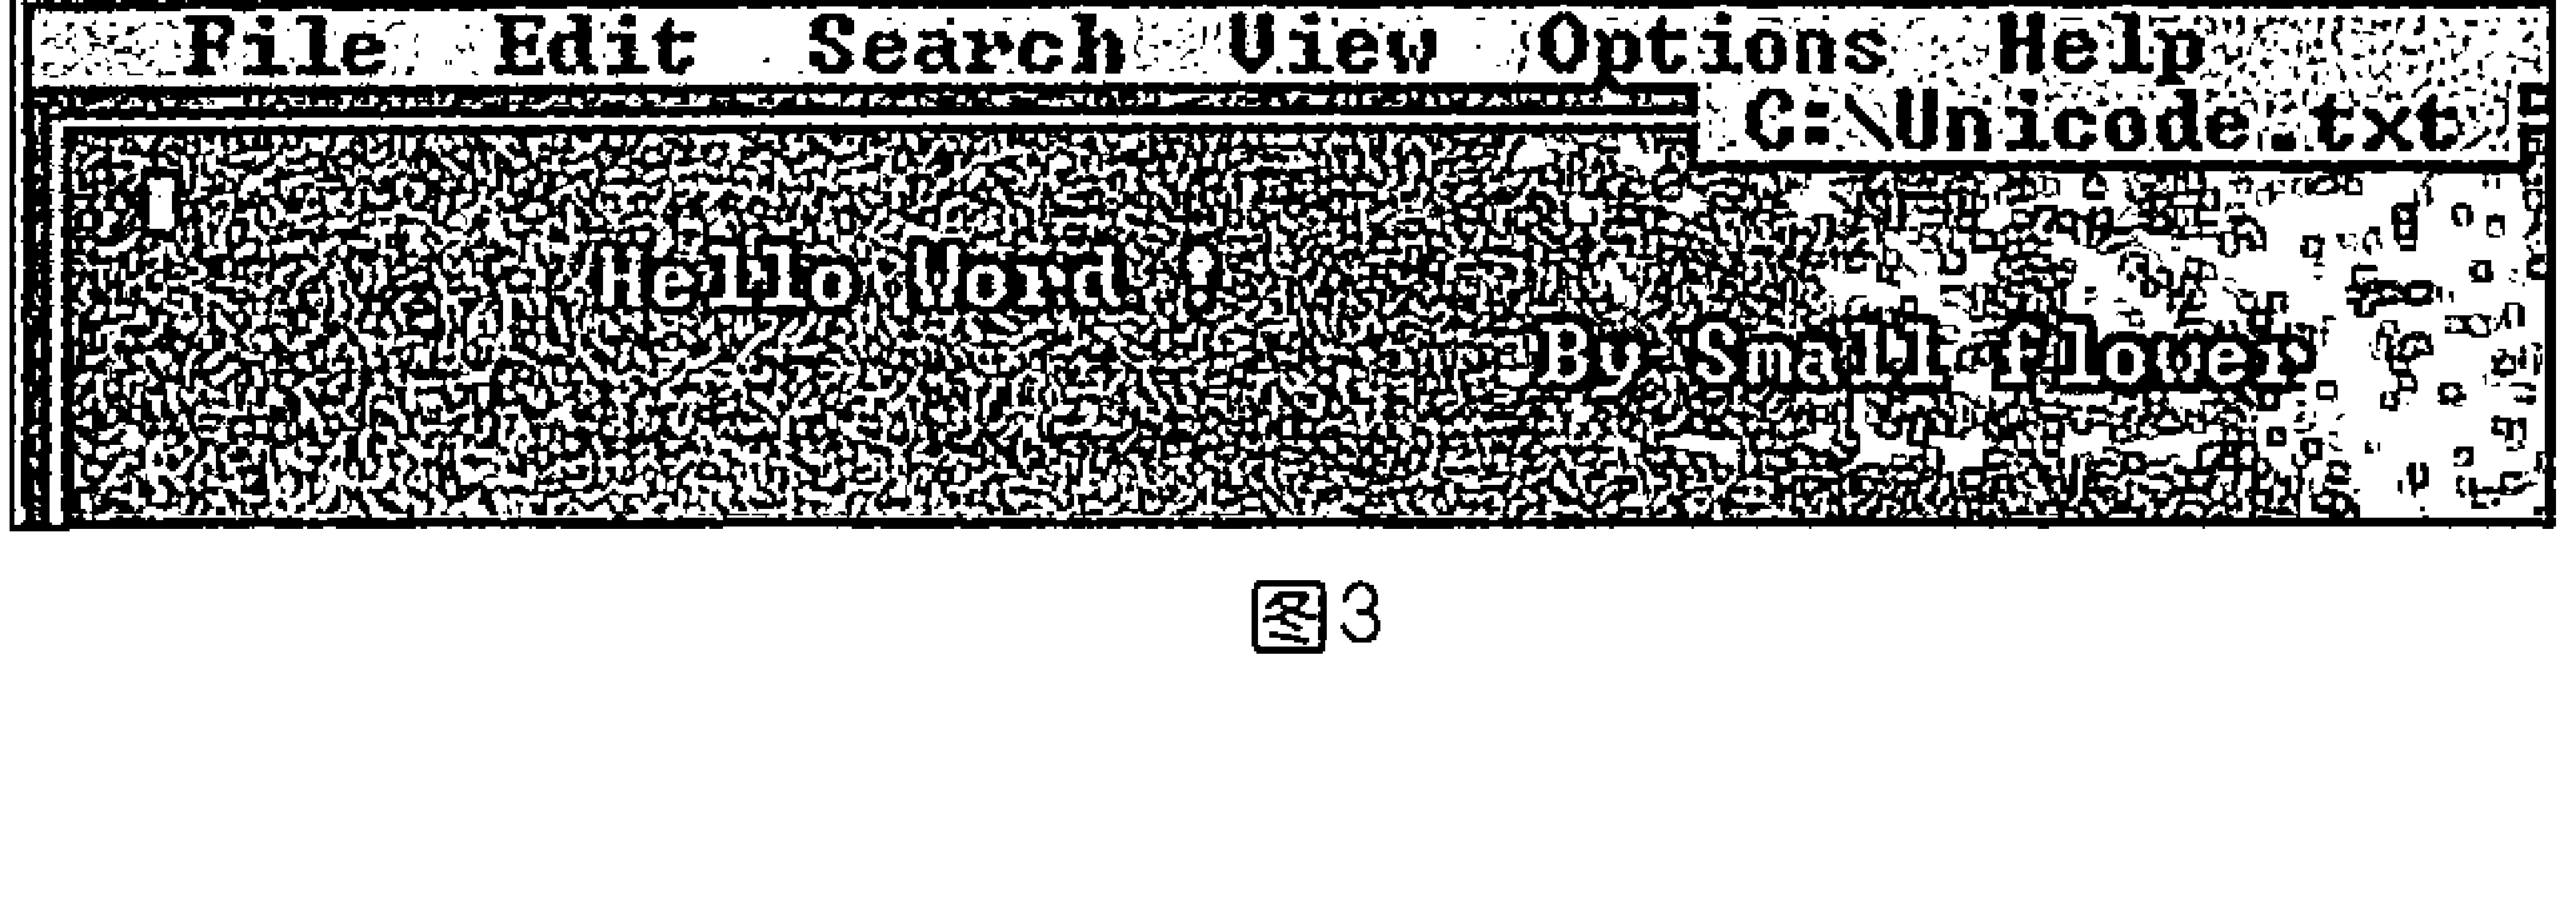 File Edit Search View Options Help
C:\Unicode.txt
Hello Word !
By Small flower
图3